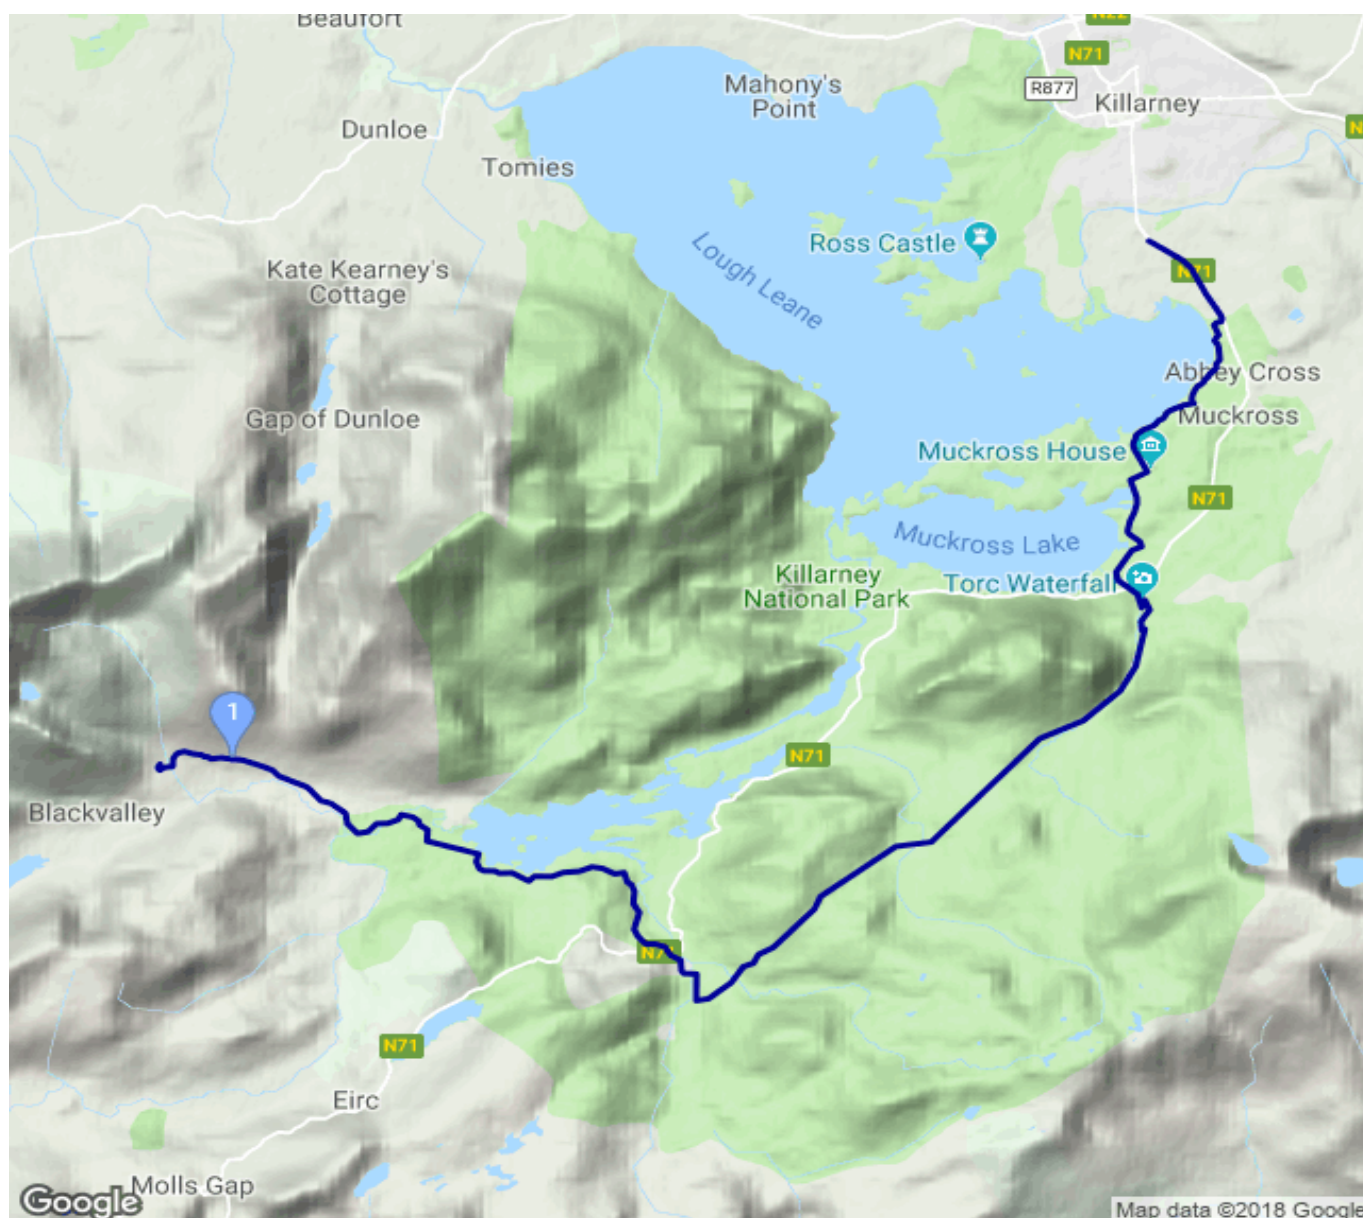 Beaufort
N22
N71
Mahony's
Point
R877
Killarney
Dunloe
Tomies
Ross Castle
Lough Leane
Kate Kearney's
Cottage
N71
Abbey Cross
Gap of Dunloe
Muckross
Muckross House
N71
Muckross Lake
Killarney
National Park
Torc Waterfall
1
N71
Blackvalley
N71
N71
Eirc
Molls Gap
Google
Map data ©2018 Google